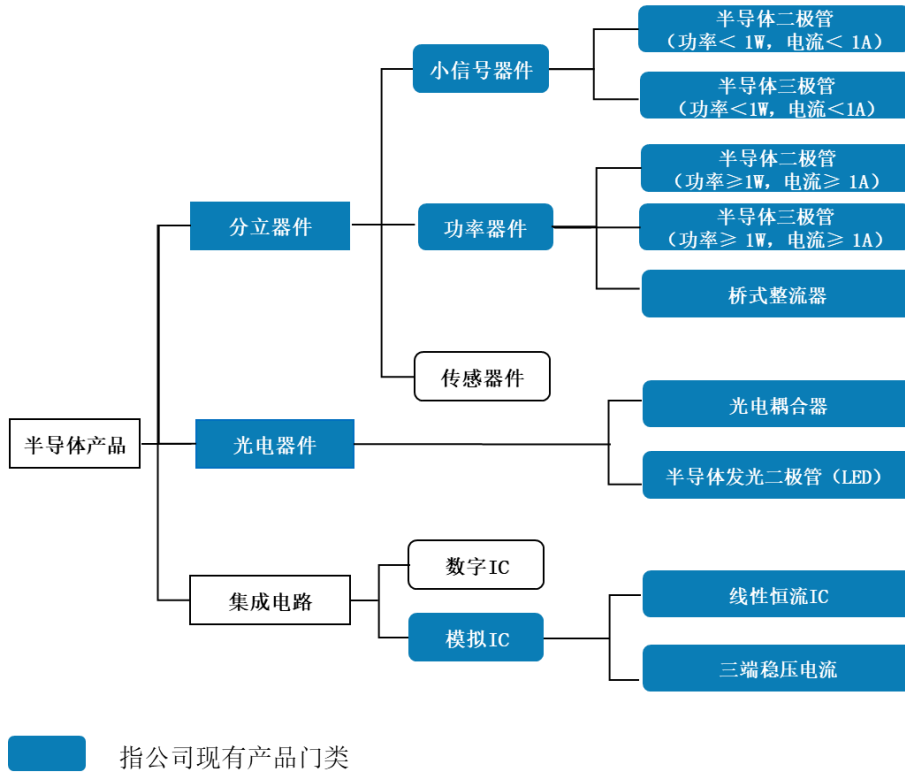 半导体二极管
（功率＜ 1W，电流＜ 1A）
小信号器件
半导体三极管
（功率＜1W，电流＜1A）
半导体二极管
（功率≥1W，电流≥ 1A）
分立器件
功率器件
半导体三极管
（功率≥ 1W，电流≥ 1A）
桥式整流器
传感器件
光电耦合器
半导体产品
光电器件
半导体发光二极管（LED）
数字IC
集成电路
线性恒流IC
模拟IC
三端稳压电流
指公司现有产品门类